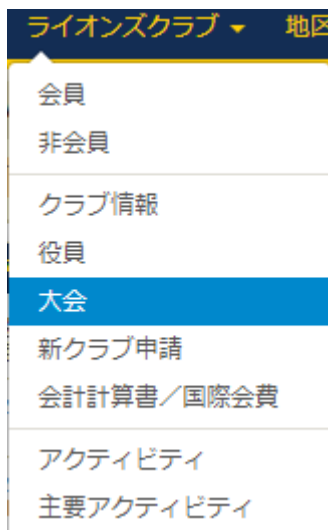 ライオンズクラブ ▼ 地区
会員
非会員
クラブ情報
役員
大会
新クラブ申請
会計計算書／国際会費
アクティビティ
主要アクティビティ